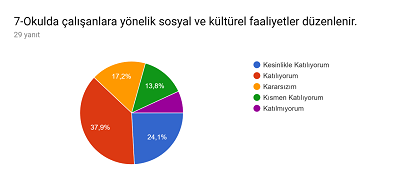 7-Okulda çalışanlara yönelik sosyal ve kültürel faaliyetler düzenlenir.
29 yanıt
17,2%
13,8%
37,9%
24,1%
Kesinlikle Katılıyorum
Katılıyorum
Kararsızım
Kısmen Katılıyorum
Katılmıyorum